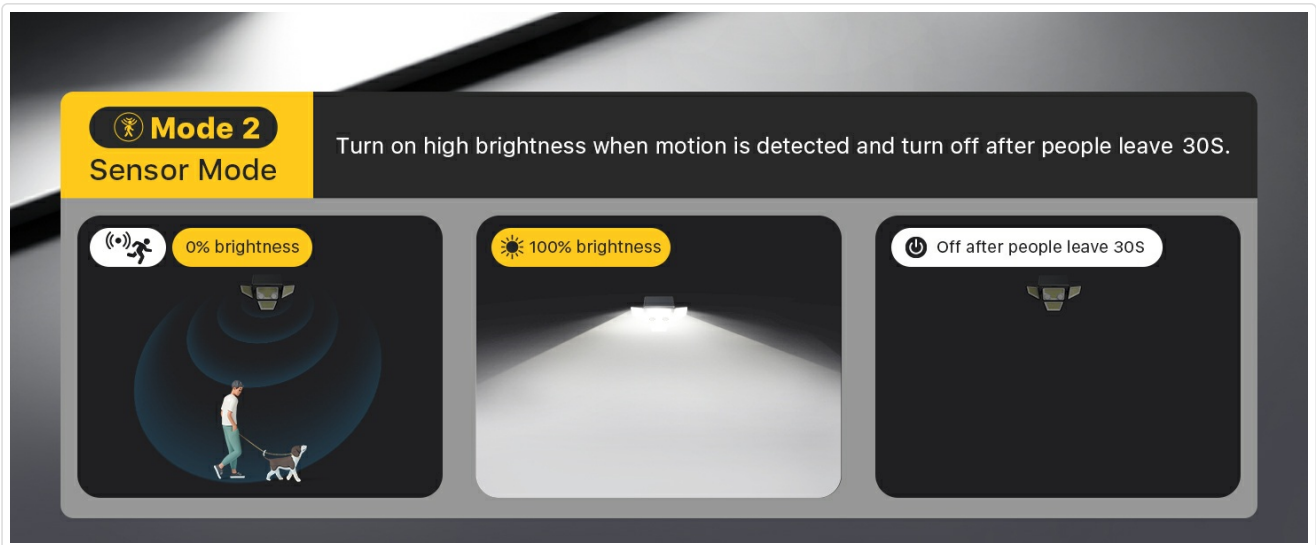 Mode 2
Sensor Mode
Turn on high brightness when motion is detected and turn off after people leave 30S.
0% brightness
100% brightness
Off after people leave 30S